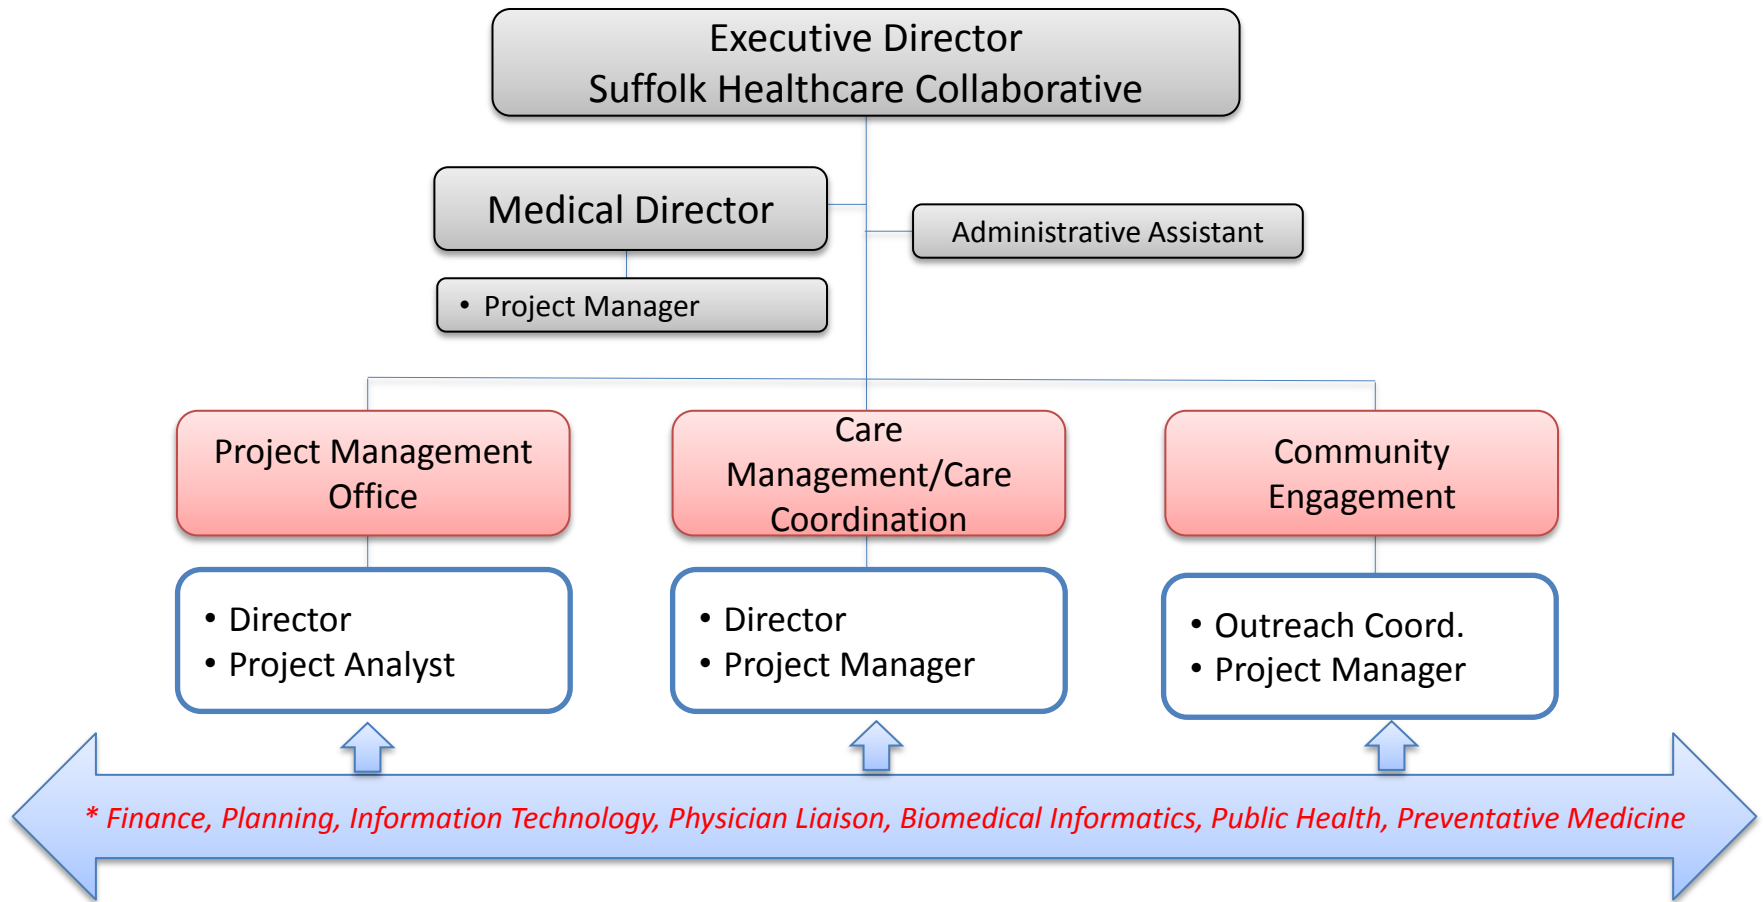 Executive Director
Suffolk Healthcare Collaborative
Medical Director
Administrative Assistant
• Project Manager
Project Management
Office
Care
Management/Care
Coordination
Community
Engagement
• Director
• Project Analyst
• Director
• Project Manager
• Outreach Coord.
• Project Manager
* Finance, Planning, Information Technology, Physician Liaison, Biomedical Informatics, Public Health, Preventative Medicine